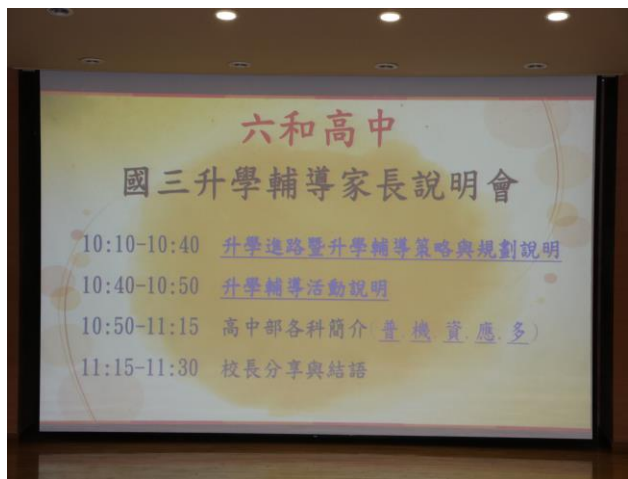 六和高中
國三升學輔導家長說明會
10:10-10:40 升學進路暨升學輔導策略與規劃說明
10:40-10:50 升學輔導活動說明
10:50-11:15 高中部各科簡介(普.機.資.應.多)
11:15-11:30 校長分享與結語